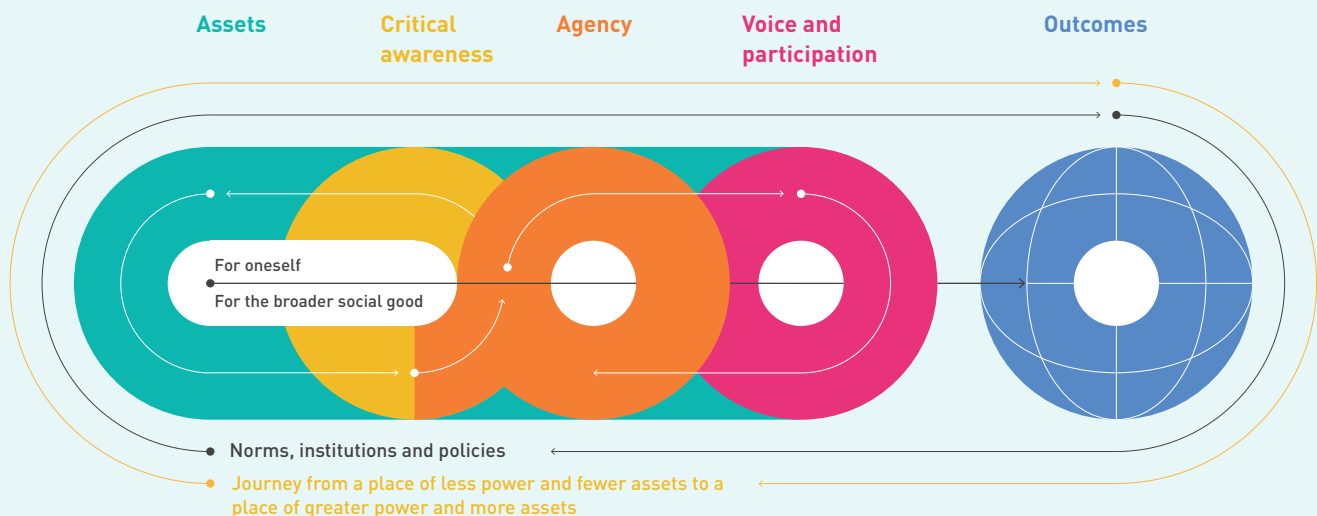 Assets
Critical
awareness
Agency
Voice and
participation
Outcomes
For oneself
For the broader social good
Norms, institutions and policies
Journey from a place of less power and fewer assets to a
place of greater power and more assets